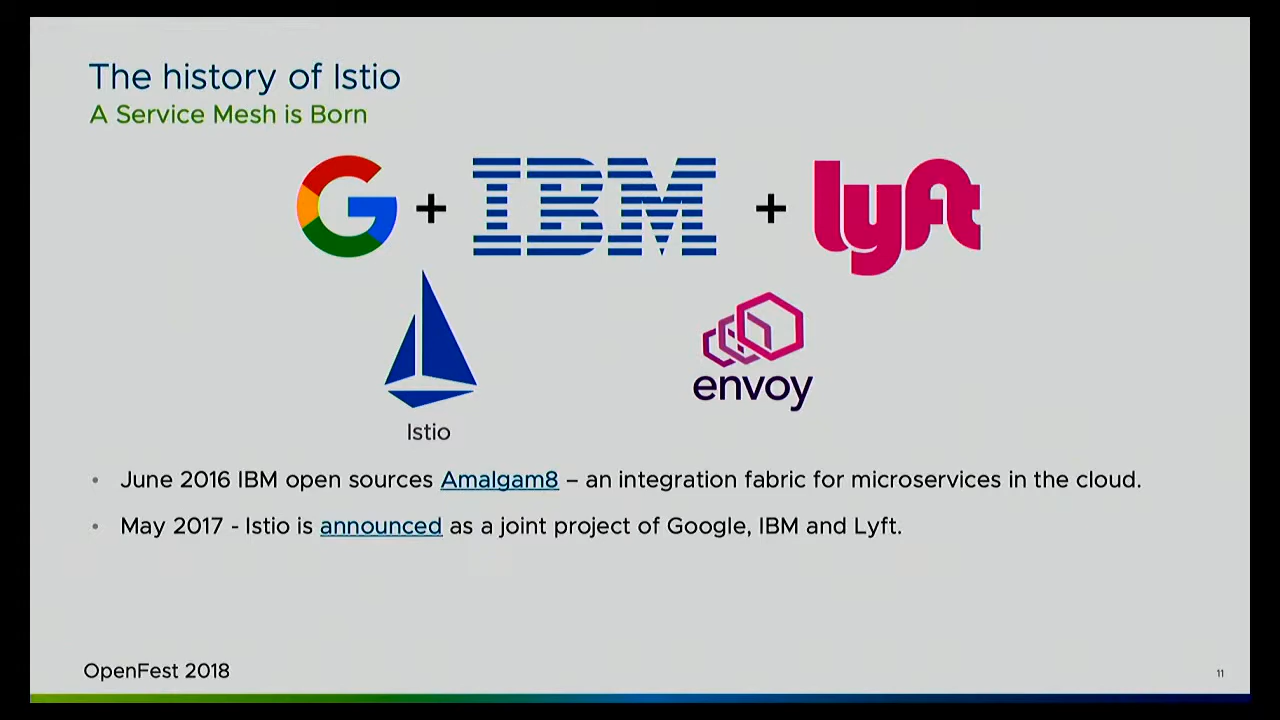 The history of Istio
A Service Mesh is Born
G + IBM + lyft
envoy
Istio
• June 2016 IBM open sources Amalgam8 – an integration fabric for microservices in the cloud.
• May 2017 - Istio is announced as a joint project of Google, IBM and Lyft.
OpenFest 2018
11